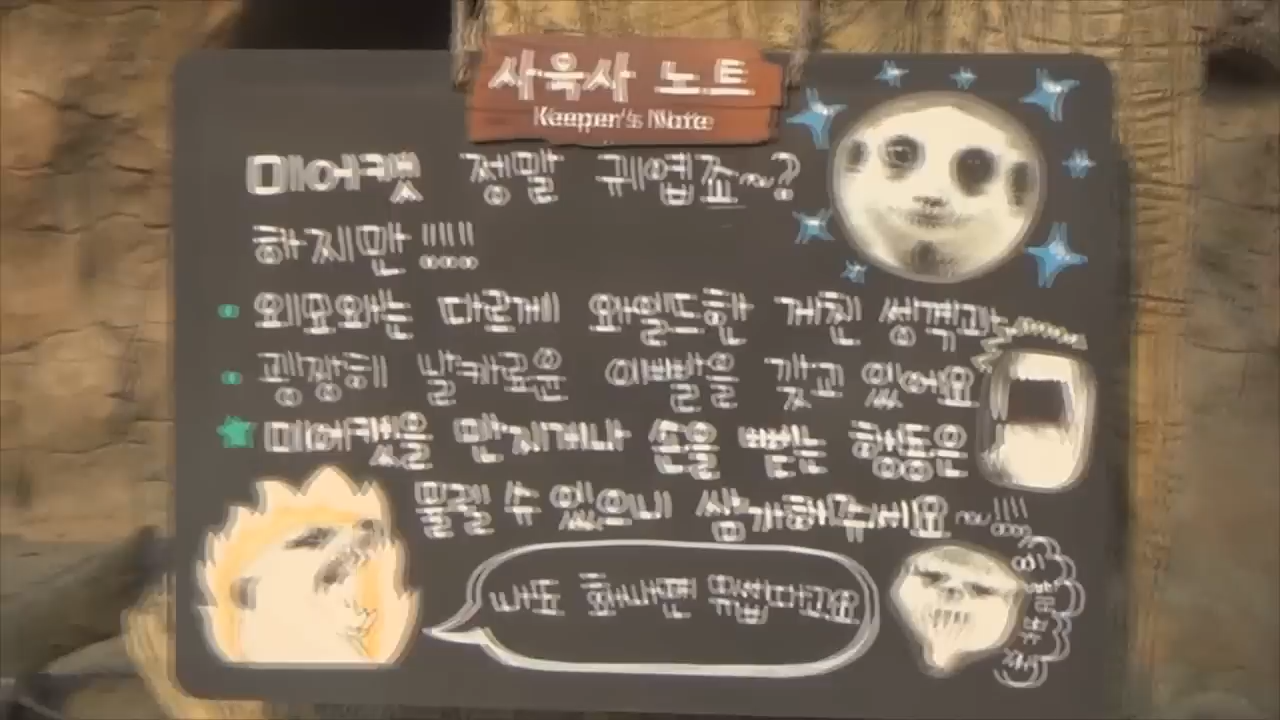 사육사 노트
Keeper's Note
미어캣 정말 귀엽죠~?
하지만!!!!
외모와는 다르게 와일드한 거친 성격과
굉장히 날카로운 이빨을 갖고 있어요
미어캣을 만지거나 손을 뻗는 행동은
물릴 수 있으니 삼가해주세요~!!!!
나도 화나면 무섭다고요